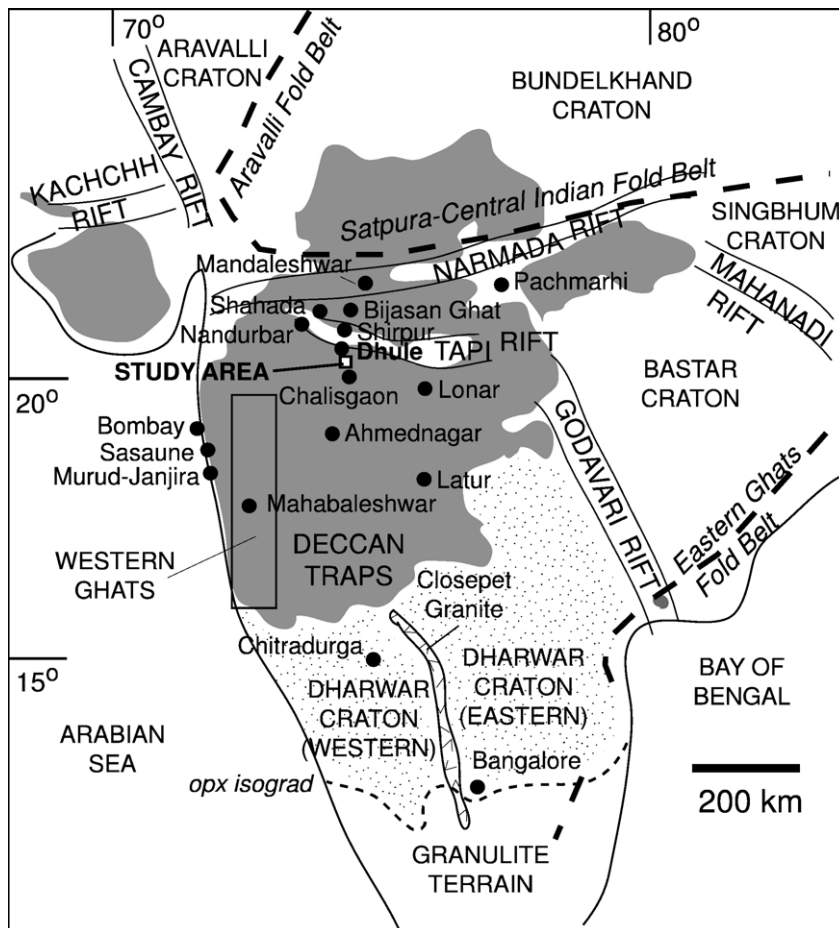 70°
80°
ARAVALLI
CRATON
CAMBAY RIFT
Aravalli Fold Belt
BUNDELKHAND
CRATON
KACHCHH
RIFT
Satpura-Central Indian Fold Belt
SINGBHUM
CRATON
NARMADA RIFT
MAHANADI
RIFT
Mandaleshwar
Pachmarhi
Shahada
Bijasan Ghat
Nandurbar
Shirpur
Dhule
TAPI RIFT
STUDY AREA
BASTAR
CRATON
20°
Chalisgaon
Lonar
Bombay
Ahmednagar
Sasaune
Murud-Janjira
Latur
GODAVARI RIFT
Mahabaleshwar
Eastern Ghats
Fold Belt
WESTERN
GHATS
DECCAN
TRAPS
Closepet
Granite
Chitradurga
15°
DHARWAR
CRATON
(WESTERN)
DHARWAR
CRATON
(EASTERN)
BAY OF
BENGAL
ARABIAN
SEA
Bangalore
opx isograd
200 km
GRANULITE
TERRAIN